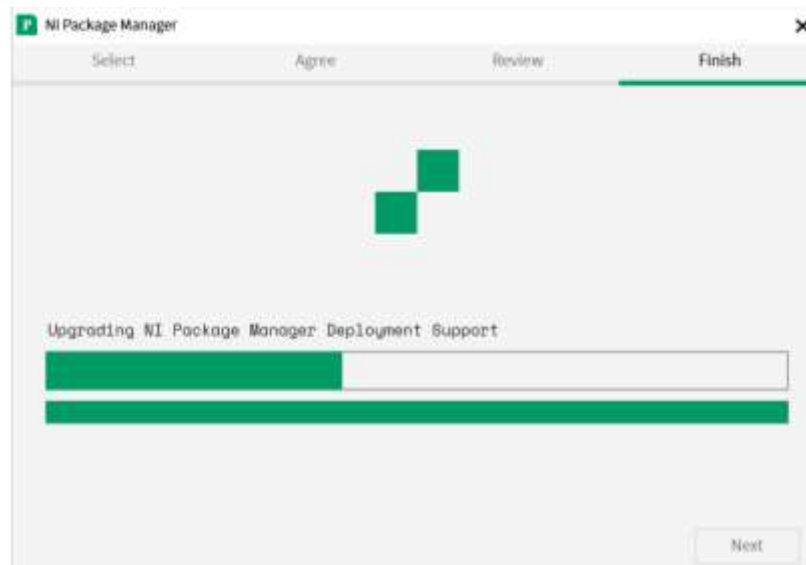 NI Package Manager
Select Agree Review Finish
Upgrading NI Package Manager Deployment Support
Next